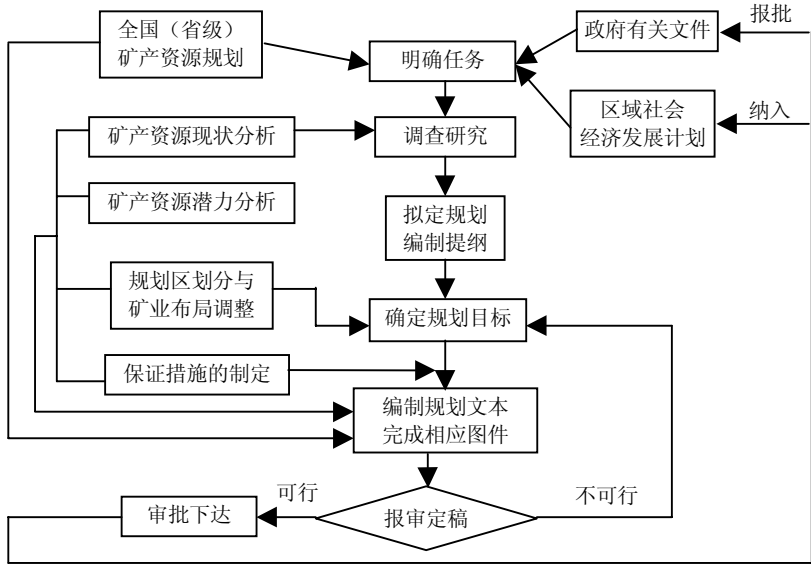 全国（省级）
矿产资源规划
明确任务
政府有关文件
报批
区域社会
经济发展计划
纳入
矿产资源现状分析
调查研究
矿产资源潜力分析
拟定规划
编制提纲
规划区划分与
矿业布局调整
确定规划目标
保证措施的制定
编制规划文本
完成相应图件
可行
不可行
审批下达
报审定稿